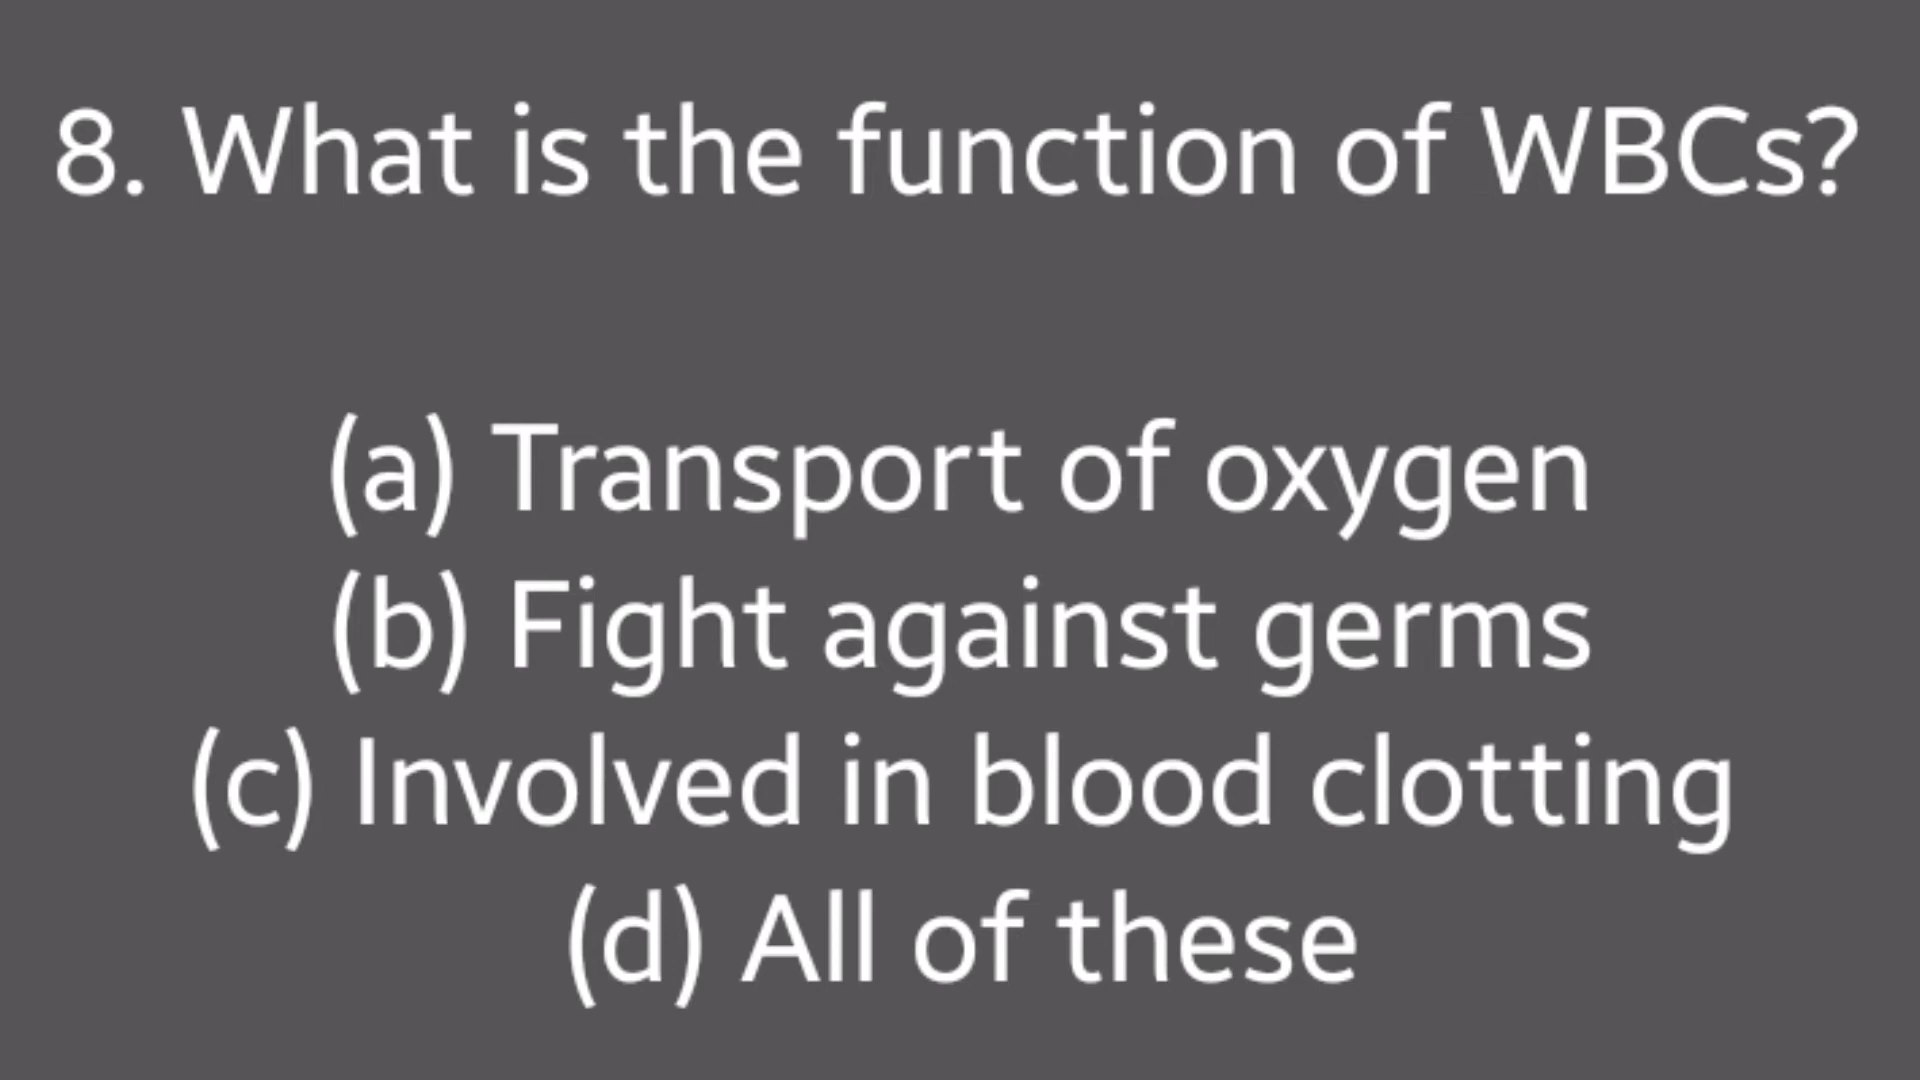 8. What is the function of WBCs?
(a) Transport of oxygen
(b) Fight against germs
(c) Involved in blood clotting
(d) All of these